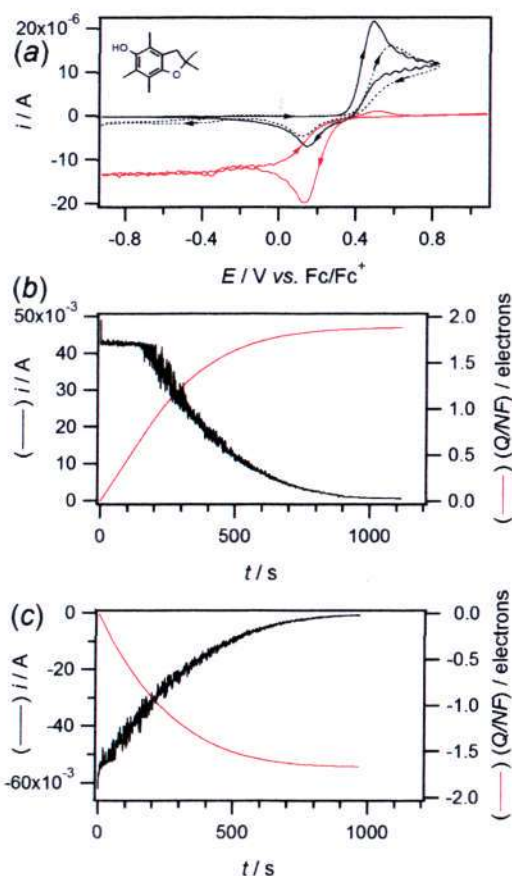 (a)
20x10⁻⁶
10
0
-10
-20
i / A
HO
O
-0.8 -0.4 0.0 0.4 0.8
E / V vs. Fc/Fc⁺
(b)
50x10⁻³
40
30
20
10
0
(——) i / A
2.0
1.5
1.0
0.5
0.0
(——) (Q/NF) / electrons
0 500 1000
t / s
(c)
0
-20
-40
-60x10⁻³
(——) i / A
0.0
-0.5
-1.0
-1.5
-2.0
(——) (Q/NF) / electrons
0 500 1000
t / s